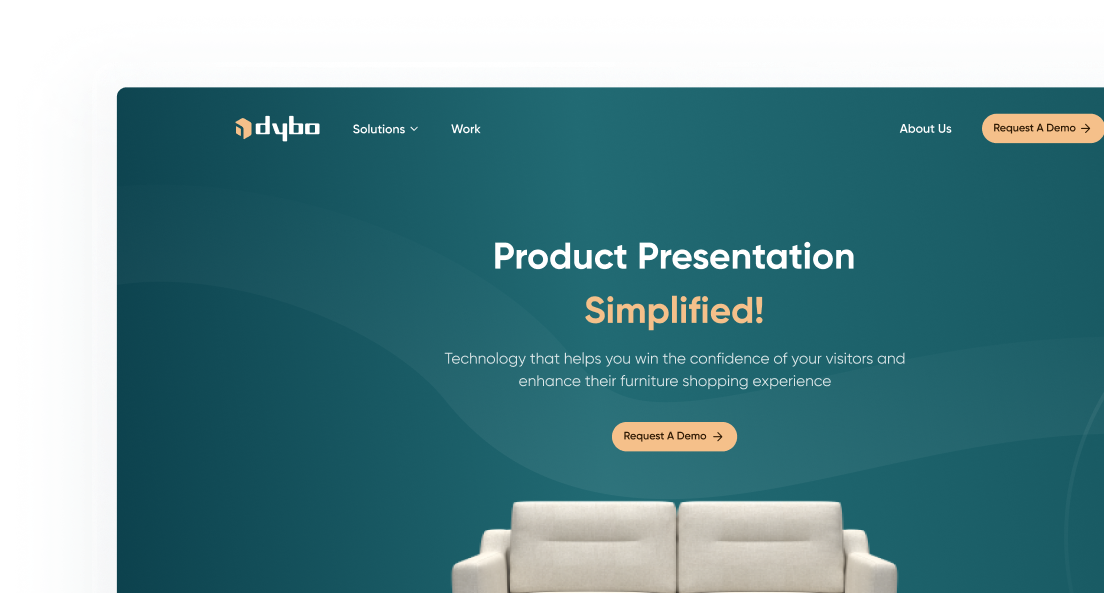 dybo
Solutions
Work
About Us
Request A Demo
Product Presentation
Simplified!
Technology that helps you win the confidence of your visitors and
enhance their furniture shopping experience
Request A Demo